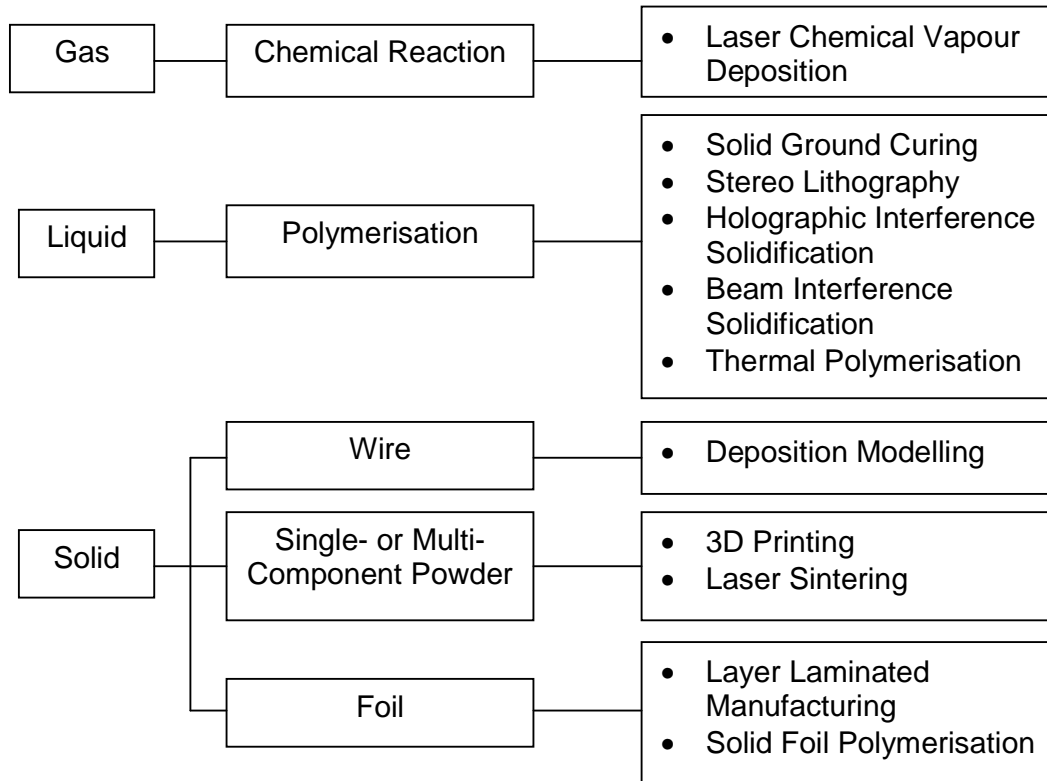 Gas
Chemical Reaction
• Laser Chemical Vapour
Deposition
Liquid
Polymerisation
• Solid Ground Curing
• Stereo Lithography
• Holographic Interference
Solidification
• Beam Interference
Solidification
• Thermal Polymerisation
Solid
Wire
• Deposition Modelling
Single- or Multi-
Component Powder
• 3D Printing
• Laser Sintering
Foil
• Layer Laminated
Manufacturing
• Solid Foil Polymerisation